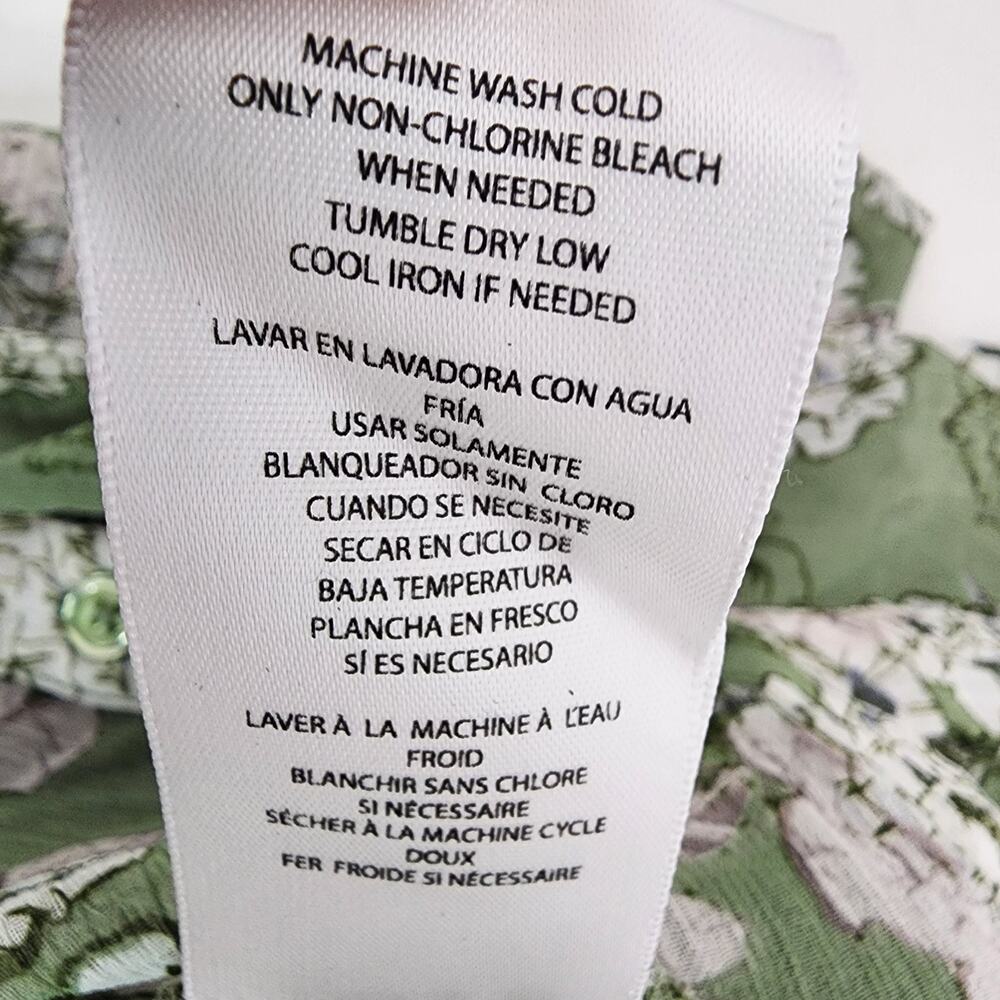 MACHINE WASH COLD
ONLY NON-CHLORINE BLEACH
WHEN NEEDED
TUMBLE DRY LOW
COOL IRON IF NEEDED
LAVAR EN LAVADORA CON AGUA
FRÍA
USAR SOLAMENTE
BLANQUEADOR SIN CLORO
CUANDO SE NECESITE
SECAR EN CICLO DE
BAJA TEMPERATURA
PLANCHA EN FRESCO
SÍ ES NECESARIO
LAVER À LA MACHINE À L'EAU
FROID
BLANCHIR SANS CHLORE
SI NÉCESSAIRE
SÉCHER À LA MACHINE CYCLE
DOUX
FER FROIDE SI NÉCESSAIRE